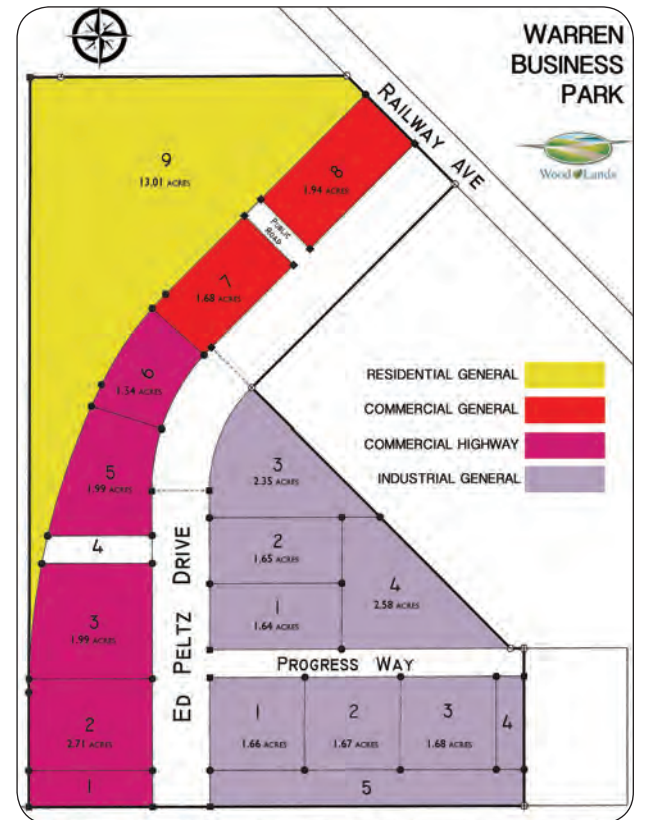 WARREN
BUSINESS
PARK
Wood Lands
RAILWAY AVE
9
13.01 ACRES
8
1.94 ACRES
PUBLIC
ROAD
7
1.68 ACRES
6
1.54 ACRES
RESIDENTIAL GENERAL
COMMERCIAL GENERAL
COMMERCIAL HIGHWAY
INDUSTRIAL GENERAL
5
1.99 ACRES
3
2.35 ACRES
4
2
1.65 ACRES
4
2.58 ACRES
1
1.64 ACRES
3
1.99 ACRES
ED PELTZ DRIVE
PROGRESS WAY
2
2.71 ACRES
1
1.66 ACRES
2
1.67 ACRES
3
1.68 ACRES
4
1
5